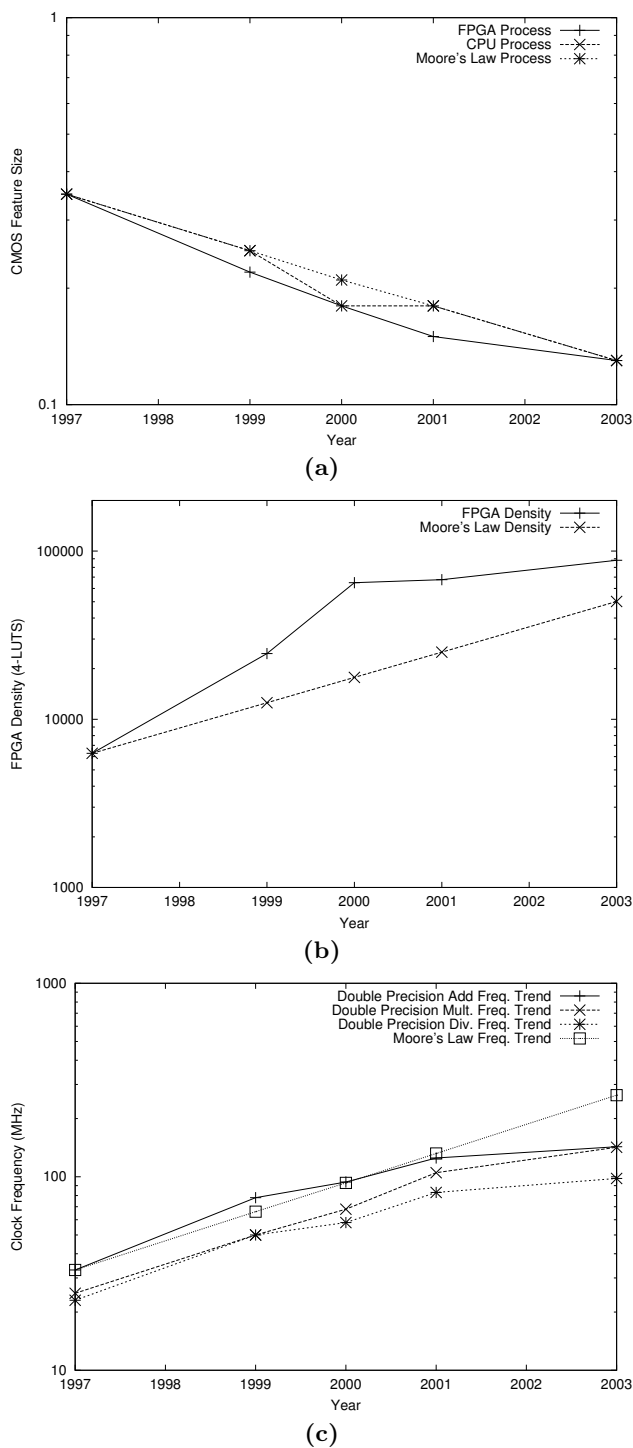 1
FPGA Process
CPU Process
Moore's Law Process
CMOS Feature Size
0.1
1997 1998 1999 2000 2001 2002 2003
Year
(a)
FPGA Density
Moore's Law Density
100000
FPGA Density (4-LUTS)
10000
1000
1997 1998 1999 2000 2001 2002 2003
Year
(b)
1000
Double Precision Add Freq. Trend
Double Precision Mult. Freq. Trend
Double Precision Div. Freq. Trend
Moore's Law Freq. Trend
Clock Frequency (MHz)
100
10
1997 1998 1999 2000 2001 2002 2003
Year
(c)